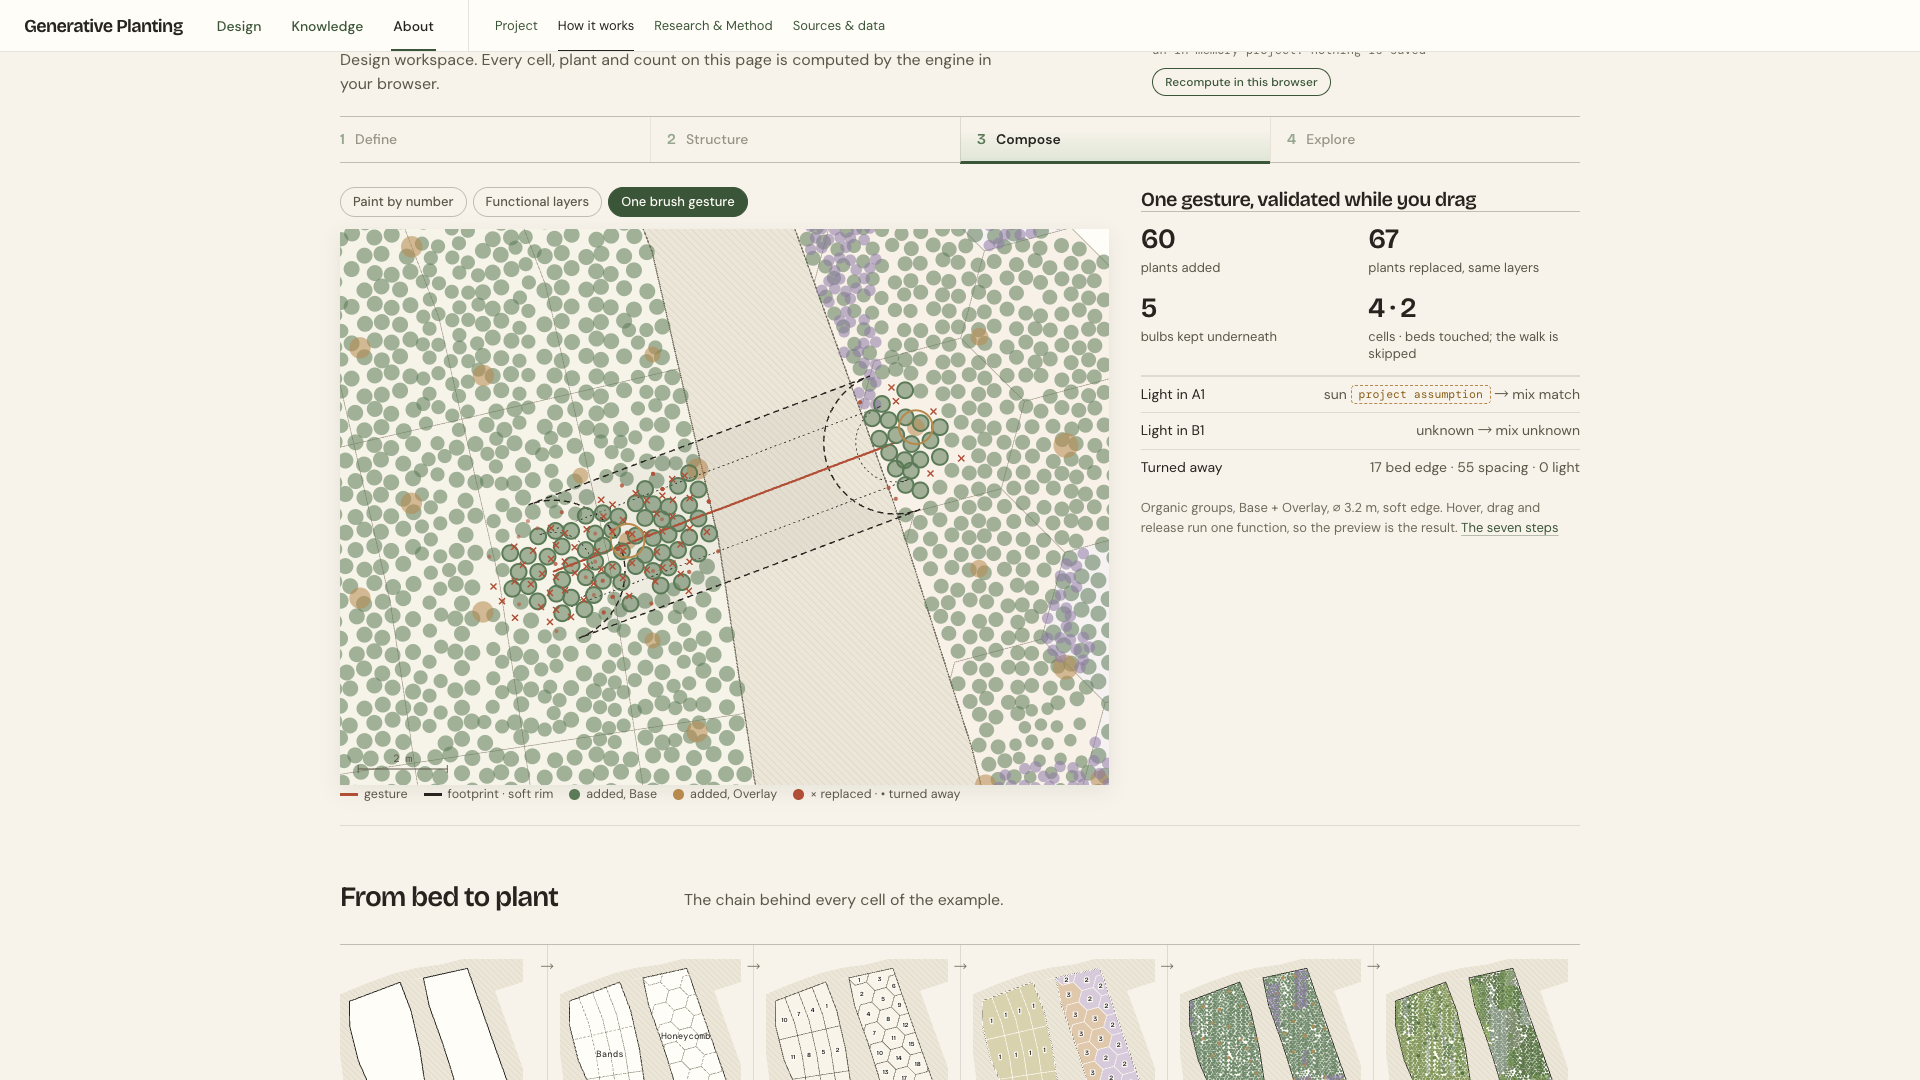 Generative Planting
Design
Knowledge
About
Project
How it works
Research & Method
Sources & data
Design workspace. Every cell, plant and count on this page is computed by the engine in
your browser.
Recompute in this browser
1 Define
2 Structure
3 Compose
4 Explore
Paint by number
Functional layers
One brush gesture
2 m
gesture
footprint · soft rim
added, Base
added, Overlay
× replaced · • turned away
One gesture, validated while you drag
60
plants added
67
plants replaced, same layers
5
bulbs kept underneath
4 · 2
cells · beds touched; the walk is
skipped
Light in A1
sun project assumption → mix match
Light in B1
unknown → mix unknown
Turned away
17 bed edge · 55 spacing · 0 light
Organic groups, Base + Overlay, ⌀ 3.2 m, soft edge. Hover, drag and
release run one function, so the preview is the result. The seven steps
From bed to plant
The chain behind every cell of the example.
→
→
→
→
→
Bands
Honeycomb